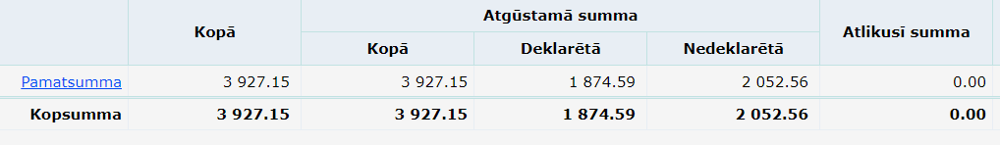 Kopā Atgūstamā summa Atlikusī summa
Kopā Deklarētā Nedeklarētā
Pamatsumma 3 927.15 3 927.15 1 874.59 2 052.56 0.00
Kopsumma 3 927.15 3 927.15 1 874.59 2 052.56 0.00